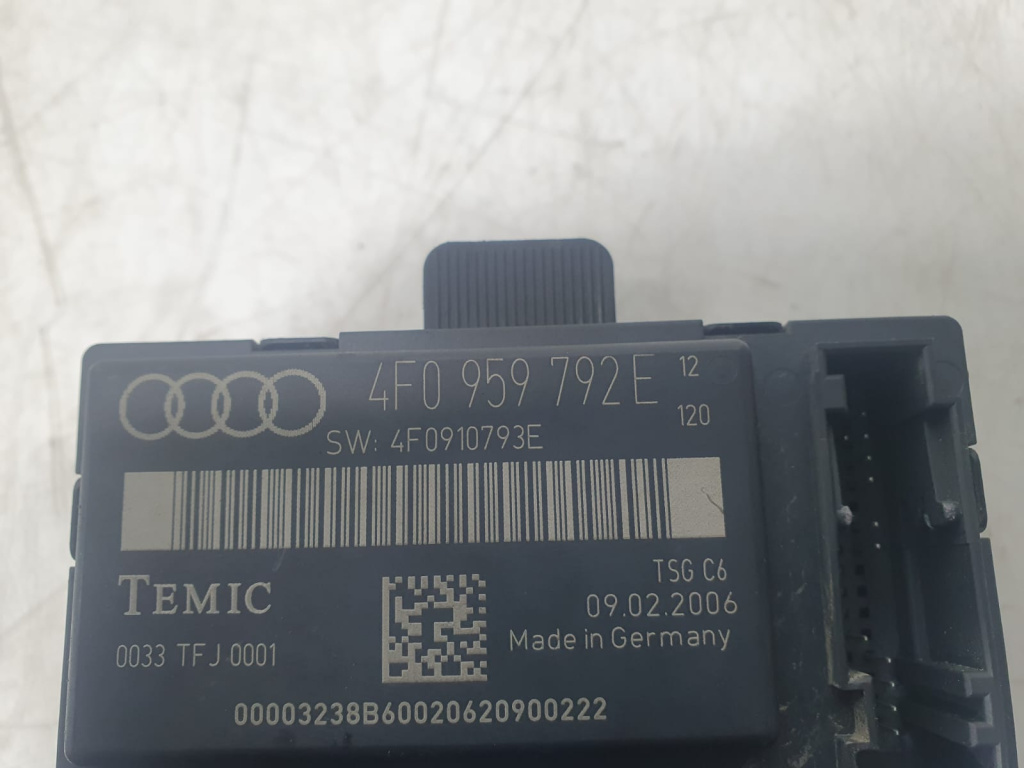 4F0 959 792 E 12
120
SW: 4F0910793E
TEMIC
TSG C6
09.02.2006
Made in Germany
0033 TFJ 0001
00003238B60020620900222